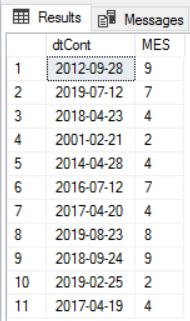 Results Messages
dtCont MES
1 2012-09-28 9
2 2019-07-12 7
3 2018-04-23 4
4 2001-02-21 2
5 2014-04-28 4
6 2016-07-12 7
7 2017-04-20 4
8 2019-08-23 8
9 2018-09-24 9
10 2019-02-25 2
11 2017-04-19 4